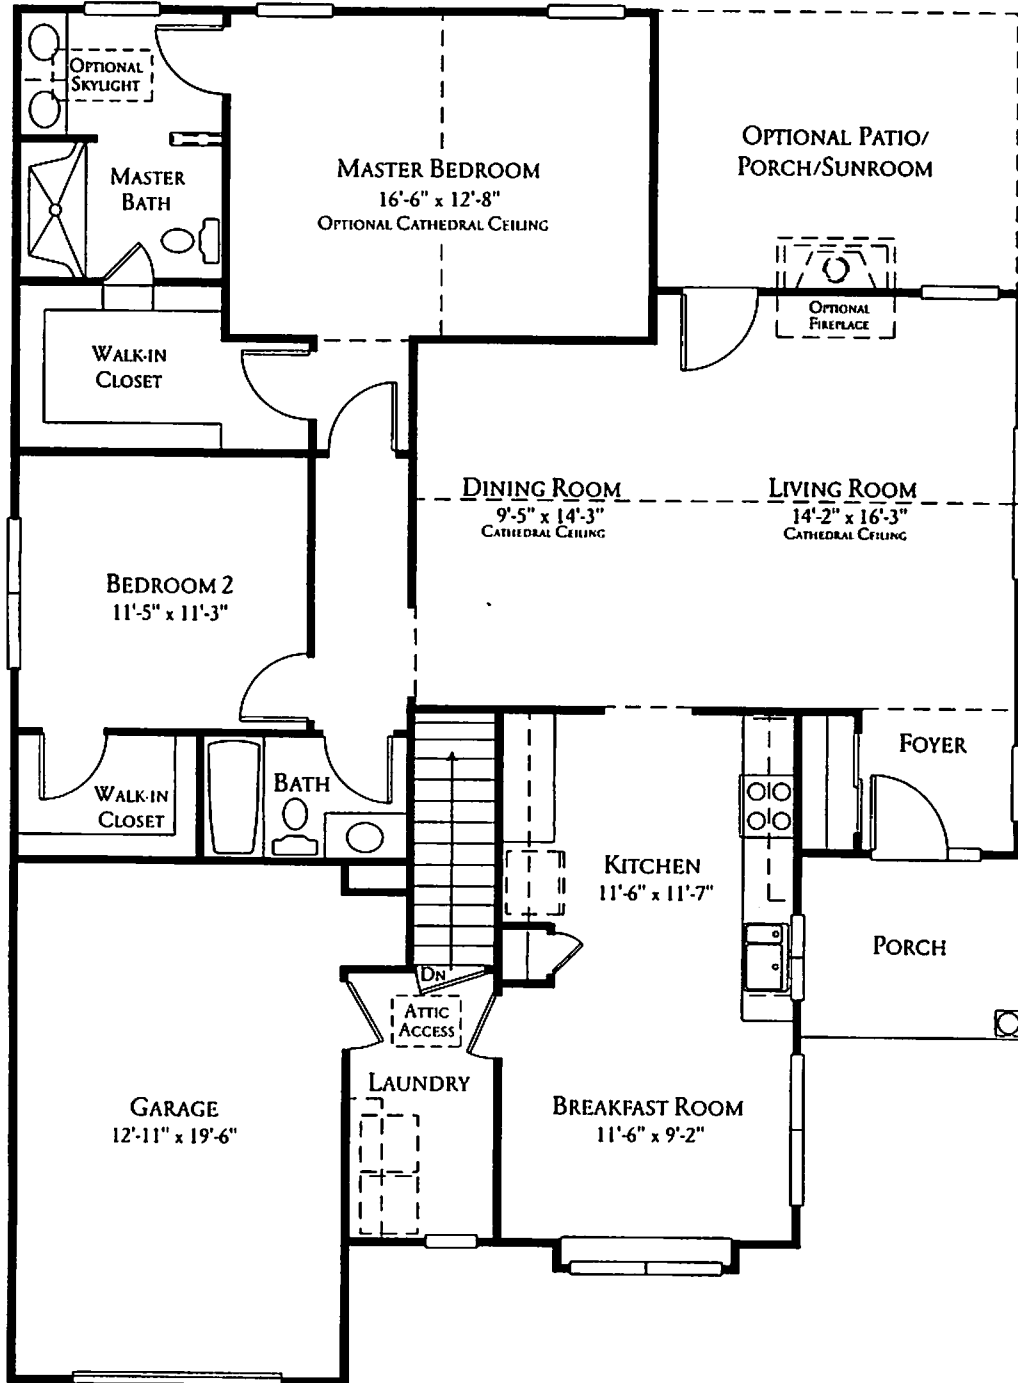 OPTIONAL
SKYLIGHT
MASTER
BATH
MASTER BEDROOM
16'-6" x 12'-8"
OPTIONAL CATHEDRAL CEILING
OPTIONAL PATIO/
PORCH/SUNROOM
OPTIONAL
FIREPLACE
WALK-IN
CLOSET
DINING ROOM
9'-5" x 14'-3"
CATHEDRAL CEILING
LIVING ROOM
14'-2" x 16'-3"
CATHEDRAL CEILING
BEDROOM 2
11'-5" x 11'-3"
WALK-IN
CLOSET
BATH
FOYER
KITCHEN
11'-6" x 11'-7"
PORCH
DN
ATTIC
ACCESS
LAUNDRY
GARAGE
12'-11" x 19'-6"
BREAKFAST ROOM
11'-6" x 9'-2"